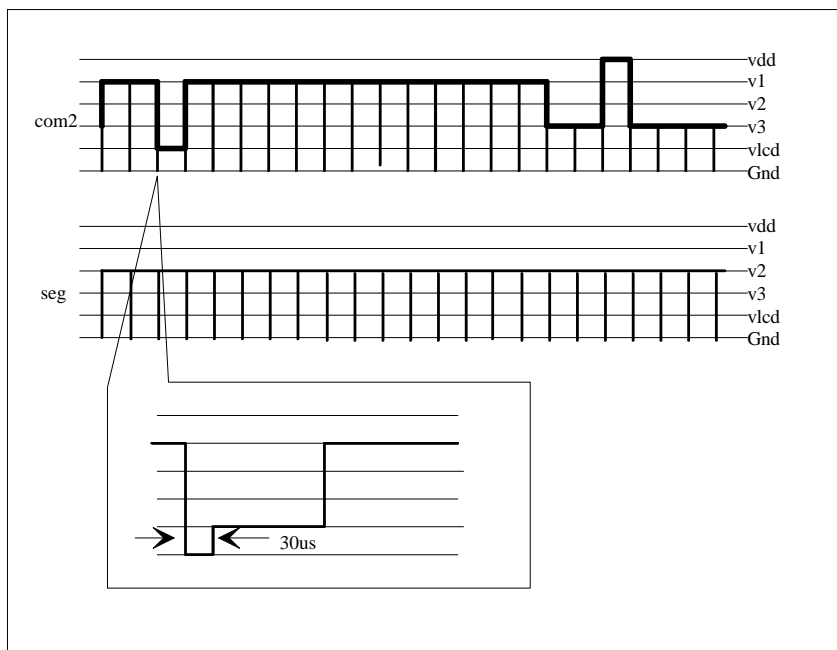 vdd
v1
v2
com2
v3
vlcd
Gnd
vdd
v1
v2
seg
v3
vlcd
Gnd
30us